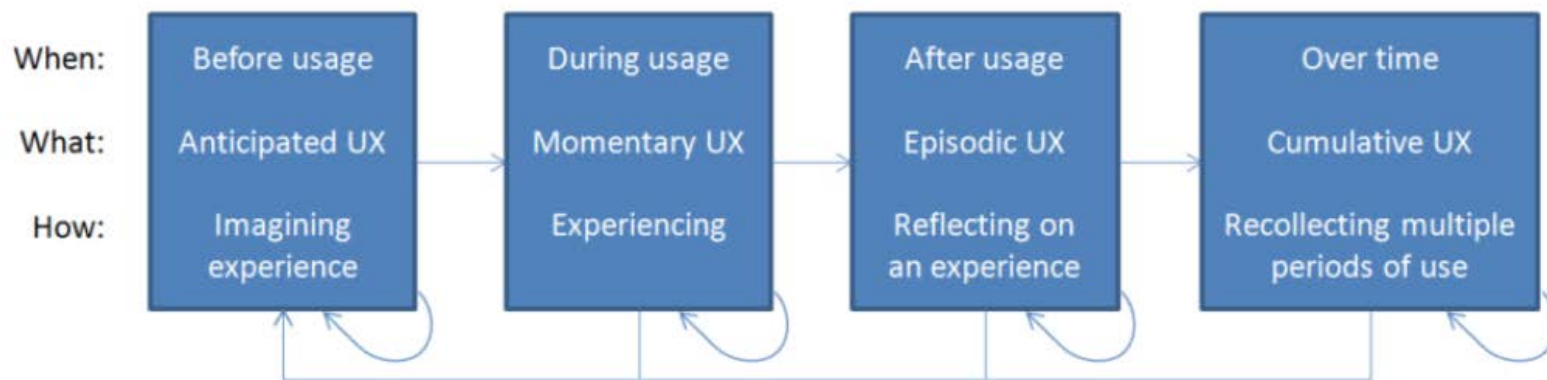 When: Before usage During usage After usage Over time
What: Anticipated UX Momentary UX Episodic UX Cumulative UX
How: Imagining Experiencing Reflecting on Recollecting multiple
experience an experience periods of use